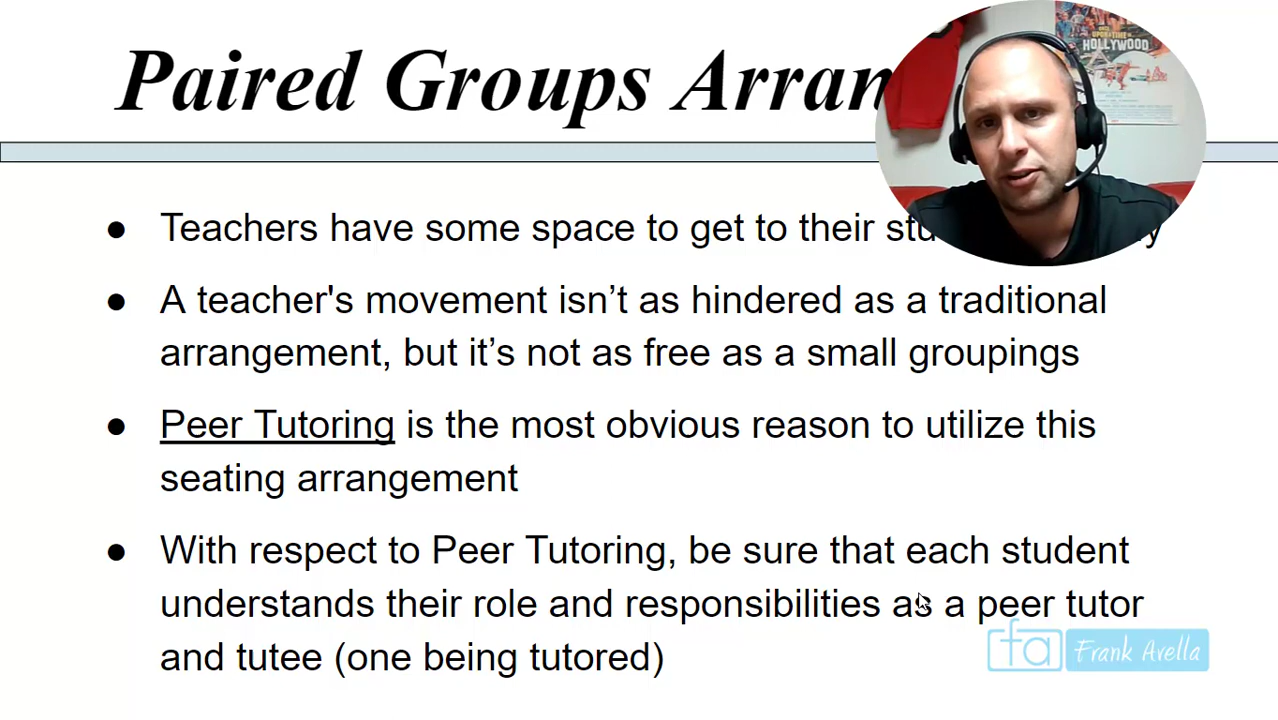 Paired Groups
HOLLYWOOD
Teachers have some space to get to their
A teacher's movement isn’t as hindered as a traditional
arrangement, but it’s not as free as a small groupings
Peer Tutoring is the most obvious reason to utilize this
seating arrangement
With respect to Peer Tutoring, be sure that each student
understands their role and responsibilities as a peer tutor
and tutee (one being tutored)
fa Frank Avella